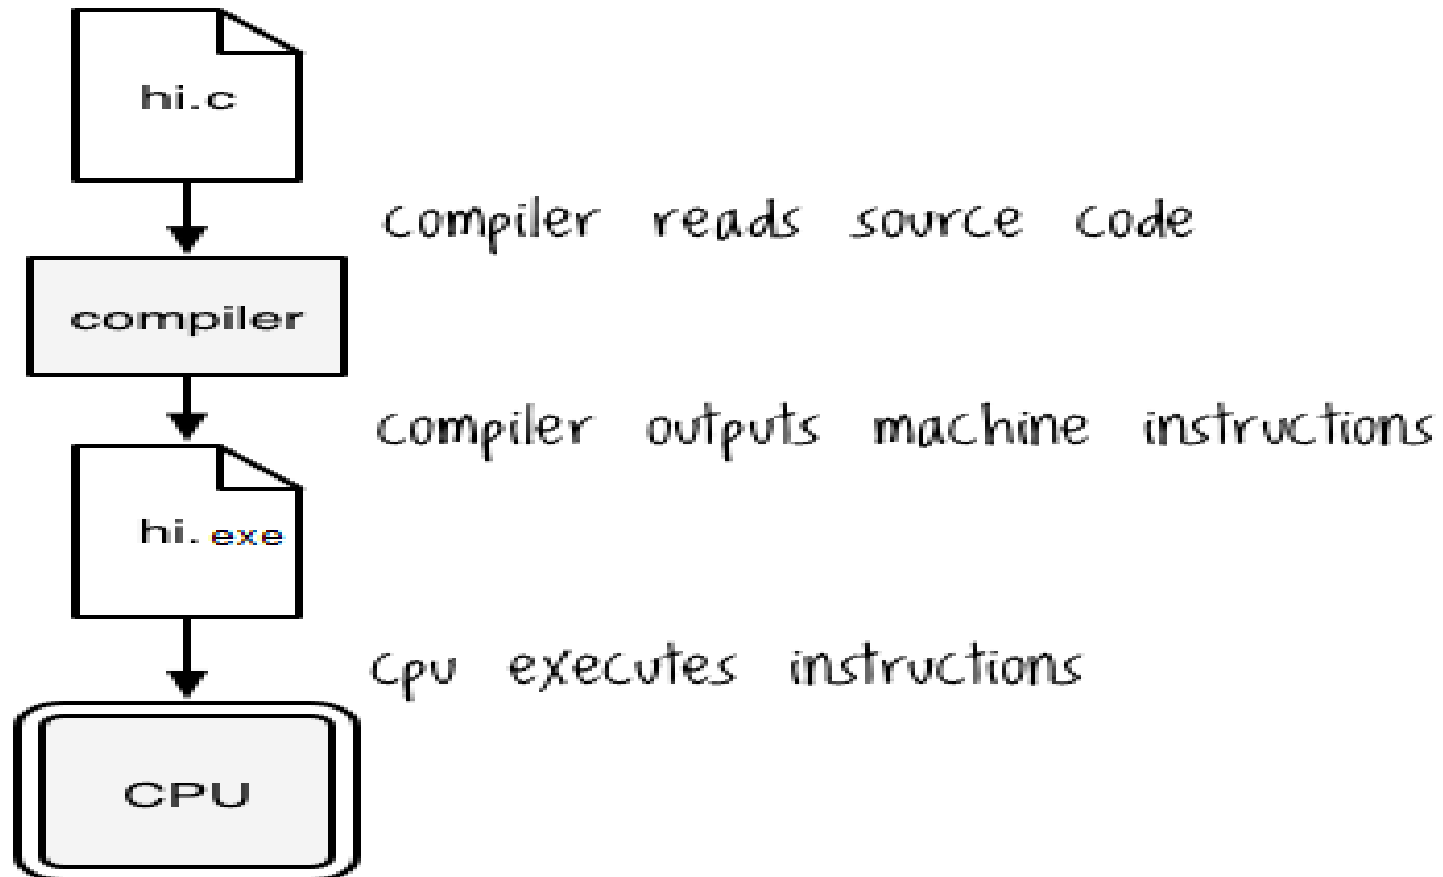 hi.c
compiler reads source code
compiler
compiler outputs machine instructions
hi. exe
cpu executes instructions
CPU